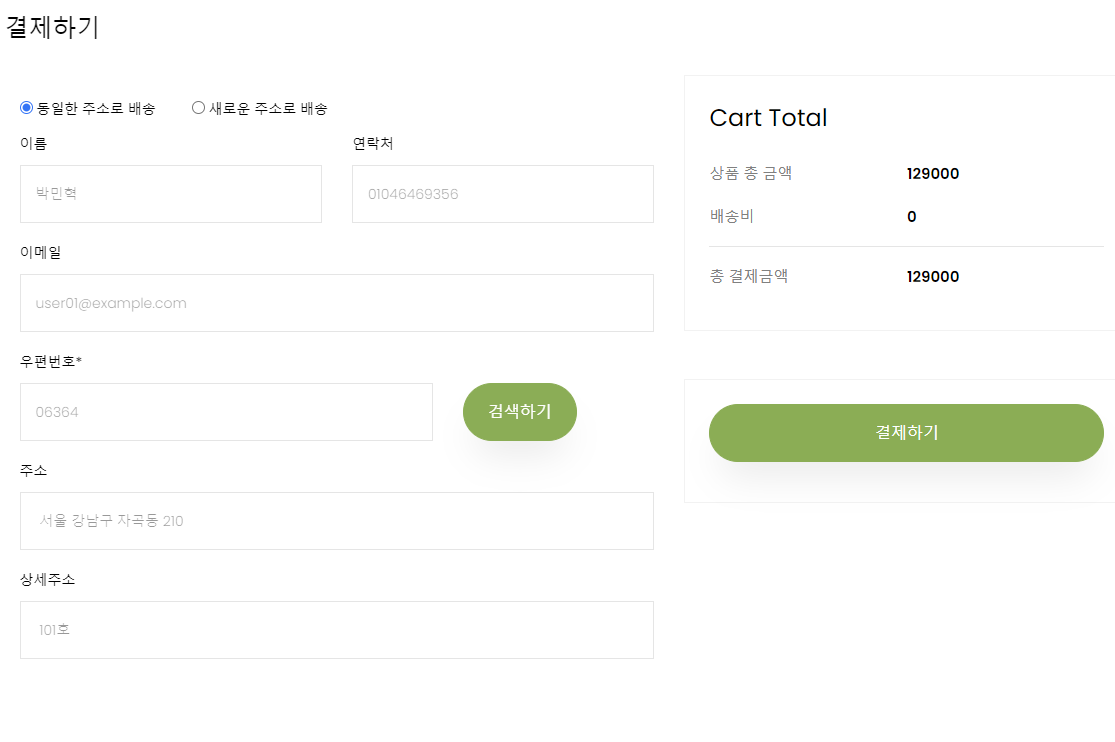 결제하기
동일한 주소로 배송 새로운 주소로 배송
이름 연락처
박민혁 01046469356
이메일
user01@example.com
우편번호*
06364 검색하기
주소
서울 강남구 자곡동 210
상세주소
101호
Cart Total
상품 총 금액 129000
배송비 0
총 결제금액 129000
결제하기